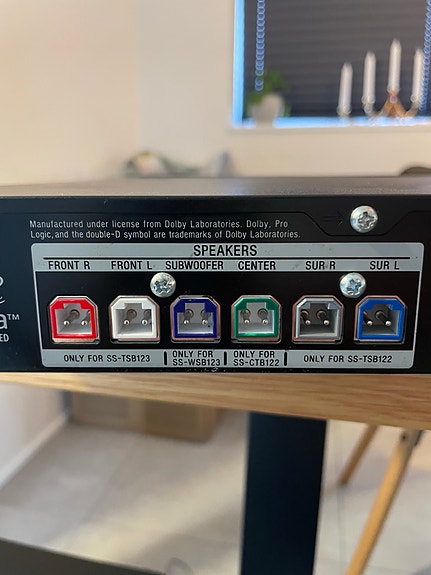 Manufactured under license from Dolby Laboratories. Dolby, Pro
Logic, and the double-D symbol are trademarks of Dolby Laboratories.
SPEAKERS
FRONT R FRONT L SUBWOOFER CENTER SUR R SUR L
ONLY FOR SS-TSB123 ONLY FOR SS-WSB123 ONLY FOR SS-CTB122 ONLY FOR SS-TSB122
a™
ED